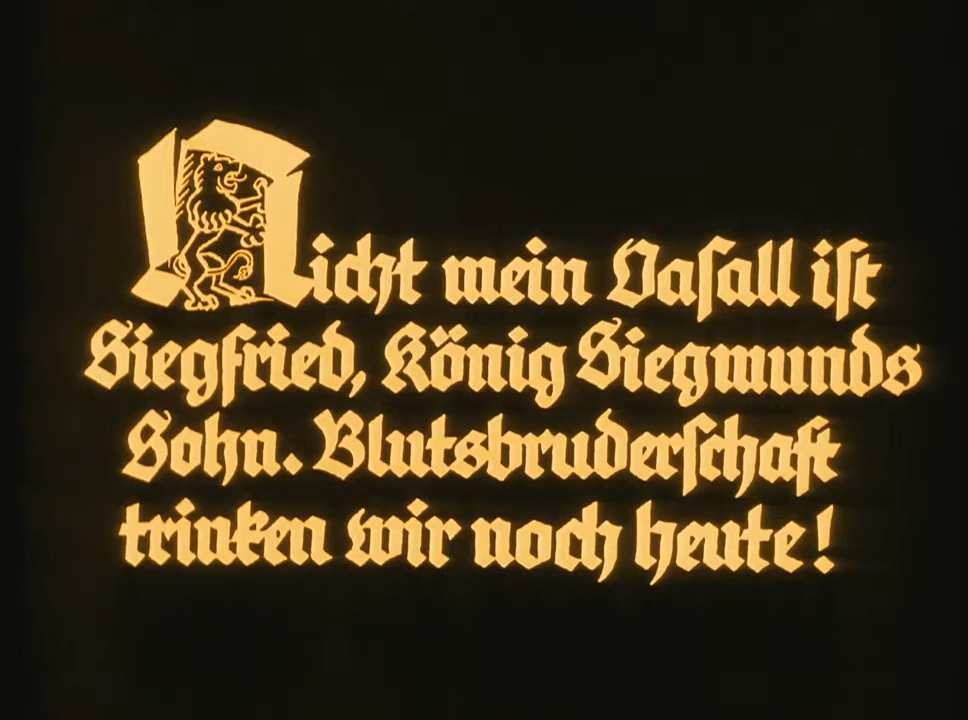 Nicht mein Vasall ist
Siegfried, König Siegmunds
Sohn. Blutsbruderschaft
trinken wir noch heute!